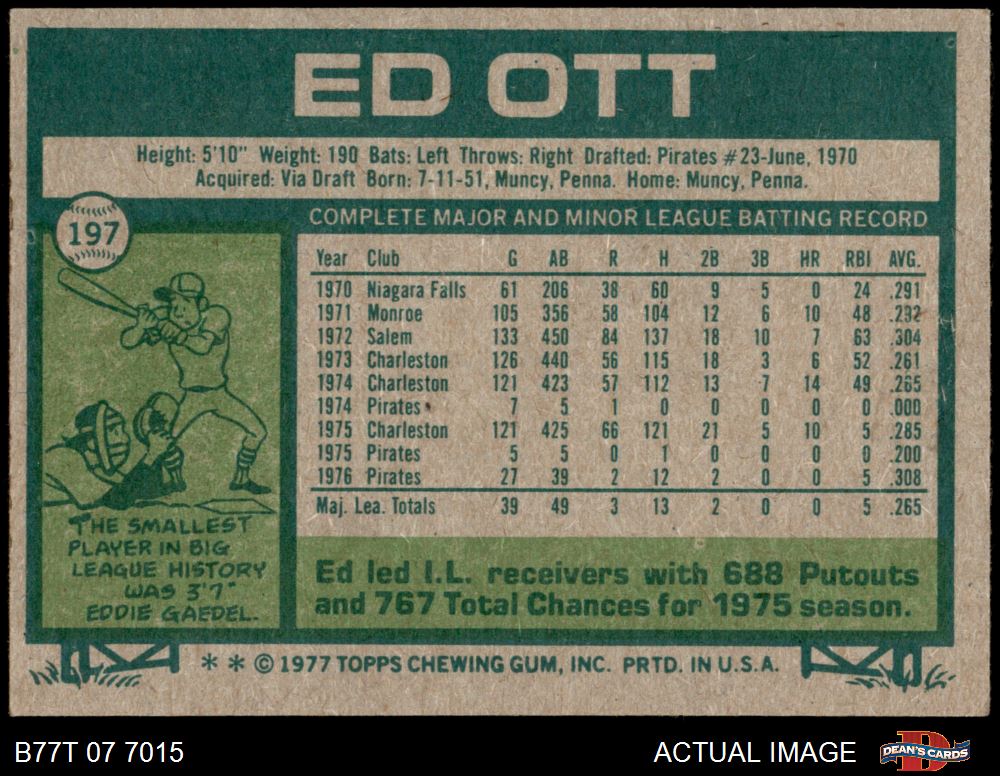 ED OTT
Height: 5'10" Weight: 190 Bats: Left Throws: Right Drafted: Pirates #23-June, 1970
Acquired: Via Draft Born: 7-11-51, Muncy, Penna. Home: Muncy, Penna.
197
COMPLETE MAJOR AND MINOR LEAGUE BATTING RECORD
Year Club G AB R H 2B 3B HR RBI AVG.
1970 Niagara Falls 61 206 38 60 9 5 0 24 .291
1971 Monroe 105 356 58 104 12 6 10 48 .292
1972 Salem 133 450 84 137 18 10 7 63 .304
1973 Charleston 126 440 56 115 18 3 6 52 .261
1974 Charleston 121 423 57 112 13 7 14 49 .265
1974 Pirates 7 5 1 0 0 0 0 0 .000
1975 Charleston 121 425 66 121 21 5 10 5 .285
1975 Pirates 5 5 0 1 0 0 0 0 .200
1976 Pirates 27 39 2 12 2 0 0 5 .308
Maj. Lea. Totals 39 49 3 13 2 0 0 5 .265
THE SMALLEST
PLAYER IN BIG
LEAGUE HISTORY
WAS 3'7"
EDDIE GAEDEL.
Ed led I.L. receivers with 688 Putouts
and 767 Total Chances for 1975 season.
* * © 1977 TOPPS CHEWING GUM, INC. PRTD. IN U.S.A.
B77T 07 7015
ACTUAL IMAGE
D
DEAN'S CARDS